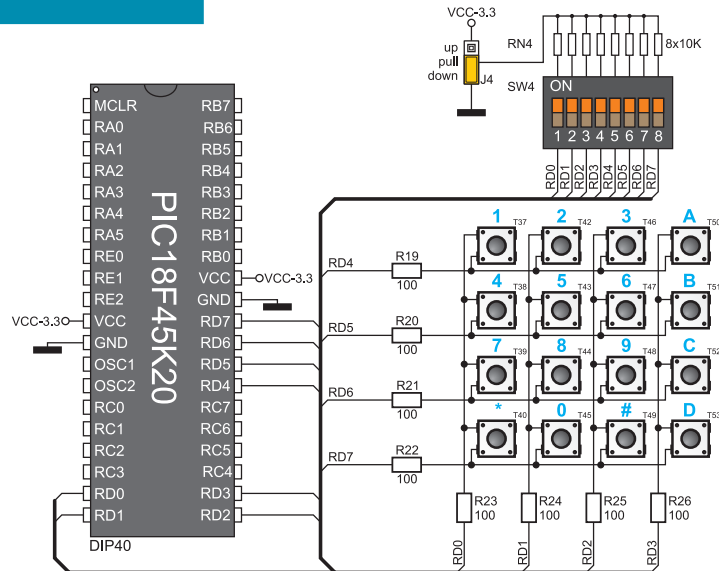 VCC-3.3
up
pull
down
J4
RN4
8x10K
SW4
ON
1 2 3 4 5 6 7 8
RD0 RD1 RD2 RD3 RD4 RD5 RD6 RD7
MCLR RB7
RA0 RB6
RA1 RB5
RA2 RB4
RA3 RB3
RA4 RB2
RA5 RB1
RE0 RB0
RE1 VCC VCC-3.3
RE2 GND
VCC-3.3 VCC RD7
GND RD6
OSC1 RD5
OSC2 RD4
RC0 RC7
RC1 RC6
RC2 RC5
RC3 RC4
RD0 RD3
RD1 RD2
PIC18F45K20
DIP40
1 T37 2 T42 3 T46 A T50
RD4 R19 100
4 T38 5 T43 6 T47 B T51
RD5 R20 100
7 T39 8 T44 9 T48 C T52
RD6 R21 100
* T40 0 T45 # T49 D T53
RD7 R22 100
R23 100 R24 100 R25 100 R26 100
RD0 RD1 RD2 RD3